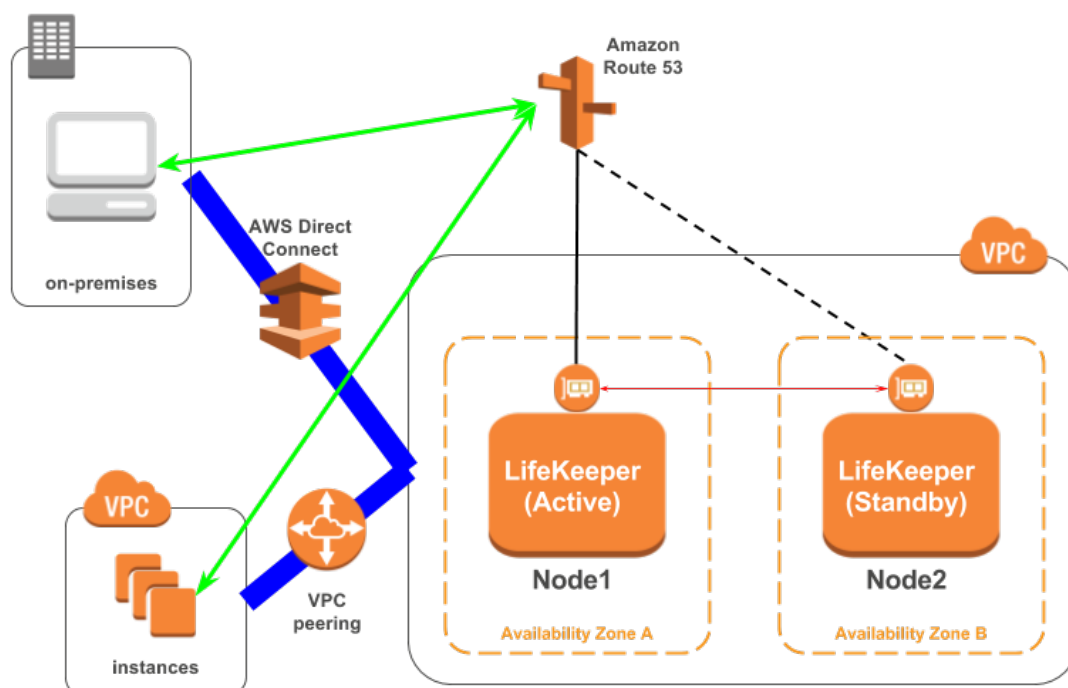 Amazon
Route 53
on-premises
AWS Direct
Connect
VPC
LifeKeeper
(Active)
Node1
Availability Zone A
LifeKeeper
(Standby)
Node2
Availability Zone B
VPC
instances
VPC
peering